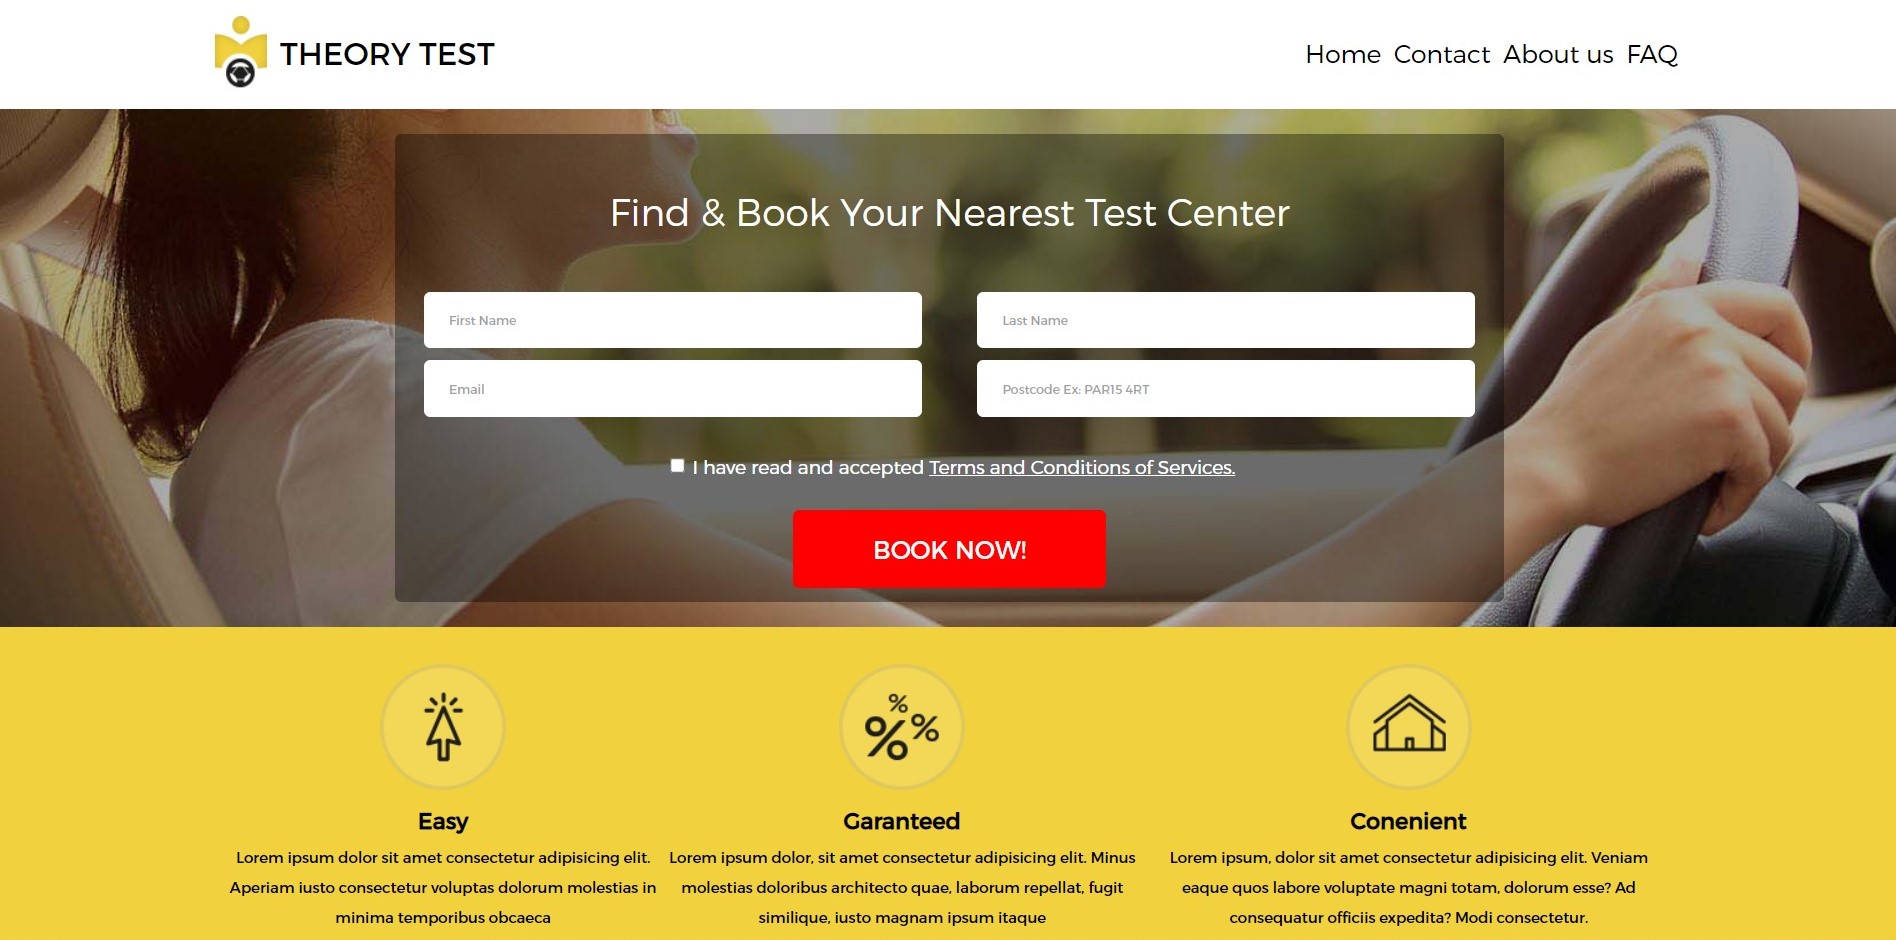 THEORY TEST
Home Contact About us FAQ
Find & Book Your Nearest Test Center
First Name
Last Name
Email
Postcode Ex: PAR15 4RT
I have read and accepted Terms and Conditions of Services.
BOOK NOW!
% % %
Easy
Lorem ipsum dolor sit amet consectetur adipisicing elit.
Aperiam iusto consectetur voluptas dolorum molestias in
minima temporibus obcaeca
Garanteed
Lorem ipsum dolor, sit amet consectetur adipisicing elit. Minus
molestias doloribus architecto quae, laborum repellat, fugit
similique, iusto magnam ipsum itaque
Conenient
Lorem ipsum, dolor sit amet consectetur adipisicing elit. Veniam
eaque quos labore voluptate magni totam, dolorum esse? Ad
consequatur officiis expedita? Modi consectetur.